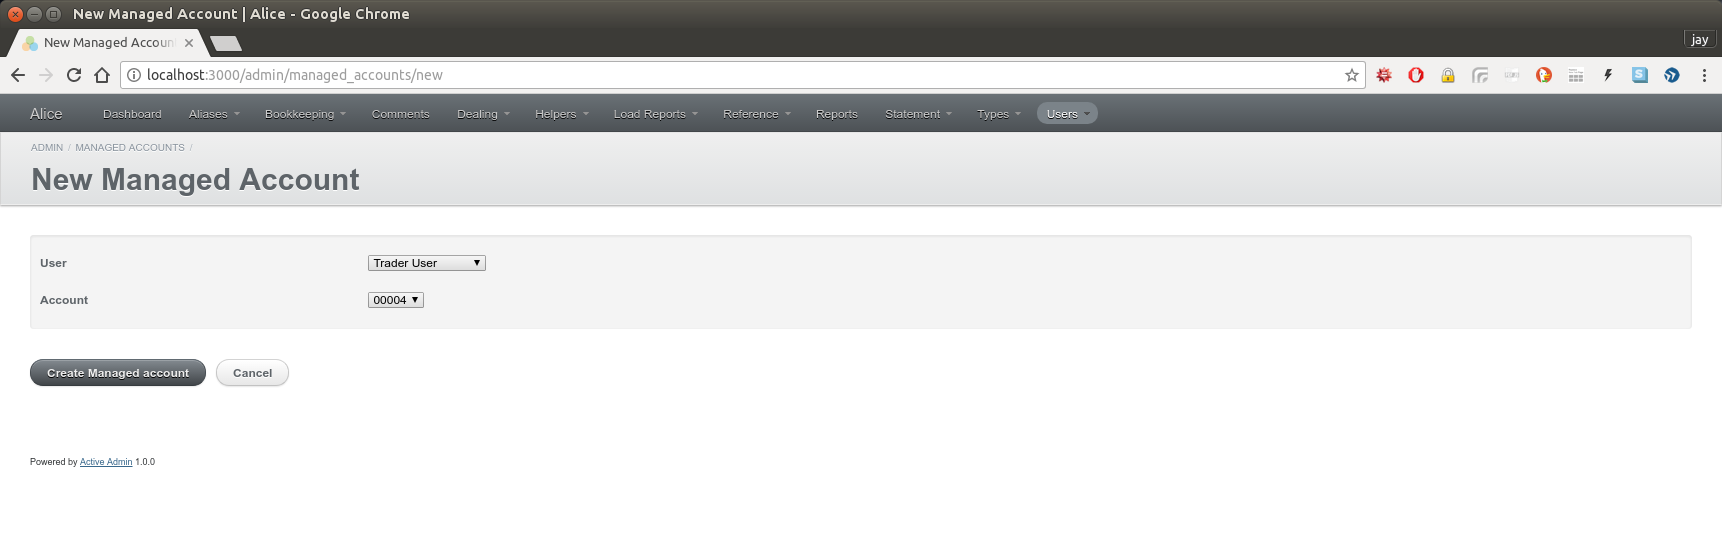 New Managed Account | Alice - Google Chrome
New Managed Accoun
jay
localhost:3000/admin/managed_accounts/new
Alice Dashboard Aliases Bookkeeping Comments Dealing Helpers Load Reports Reference Reports Statement Types Users
ADMIN / MANAGED ACCOUNTS /
New Managed Account
User Trader User
Account 00004
Create Managed account Cancel
Powered by Active Admin 1.0.0